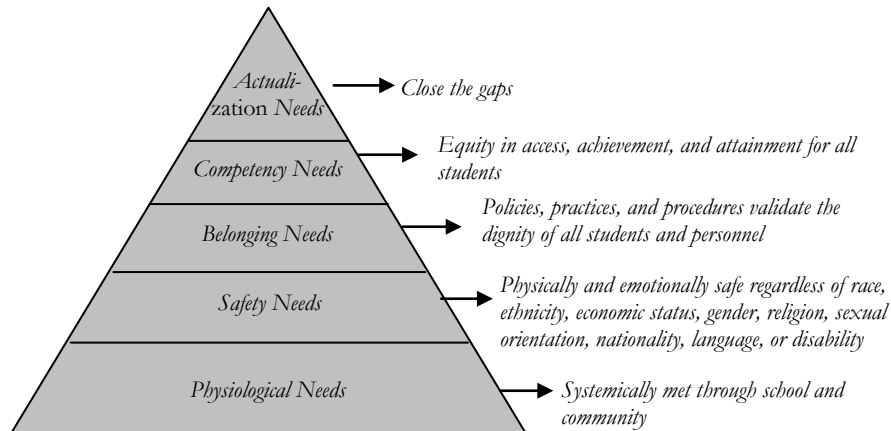 Actuali-
zation Needs
Close the gaps
Equity in access, achievement, and attainment for all
students
Competency Needs
Policies, practices, and procedures validate the
dignity of all students and personnel
Belonging Needs
Physically and emotionally safe regardless of race,
ethnicity, economic status, gender, religion, sexual
orientation, nationality, language, or disability
Safety Needs
Physiological Needs
Systemically met through school and
community